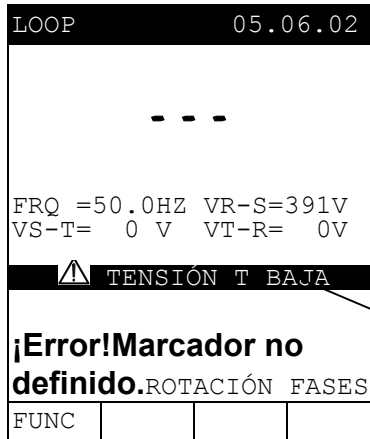 LOOP 05.06.02
- - -
FRQ =50.0HZ VR-S=391V
VS-T= 0 V VT-R= 0V
TENSIÓN T BAJA
¡Error!Marcador no
definido.ROTACIÓN FASES
FUNC